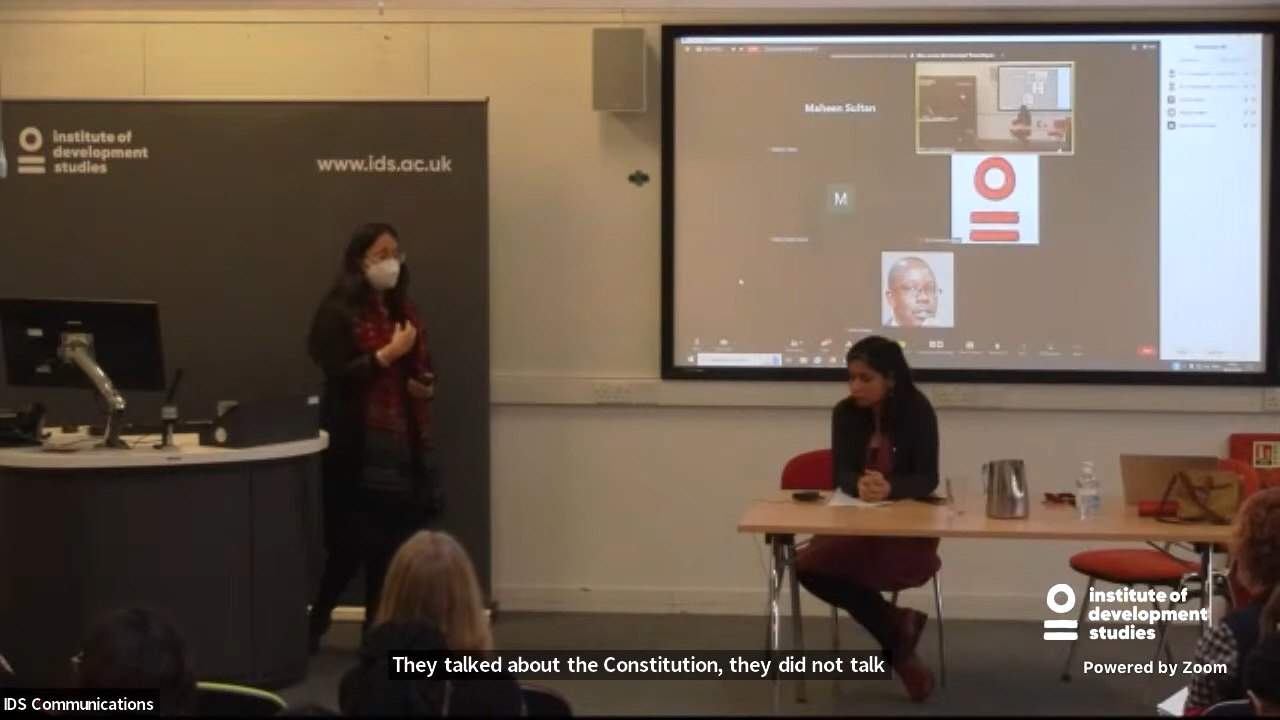 institute of
development
studies
www.ids.ac.uk
Maheen Sultan
M
institute of
development
studies
They talked about the Constitution, they did not talk
Powered by Zoom
IDS Communications